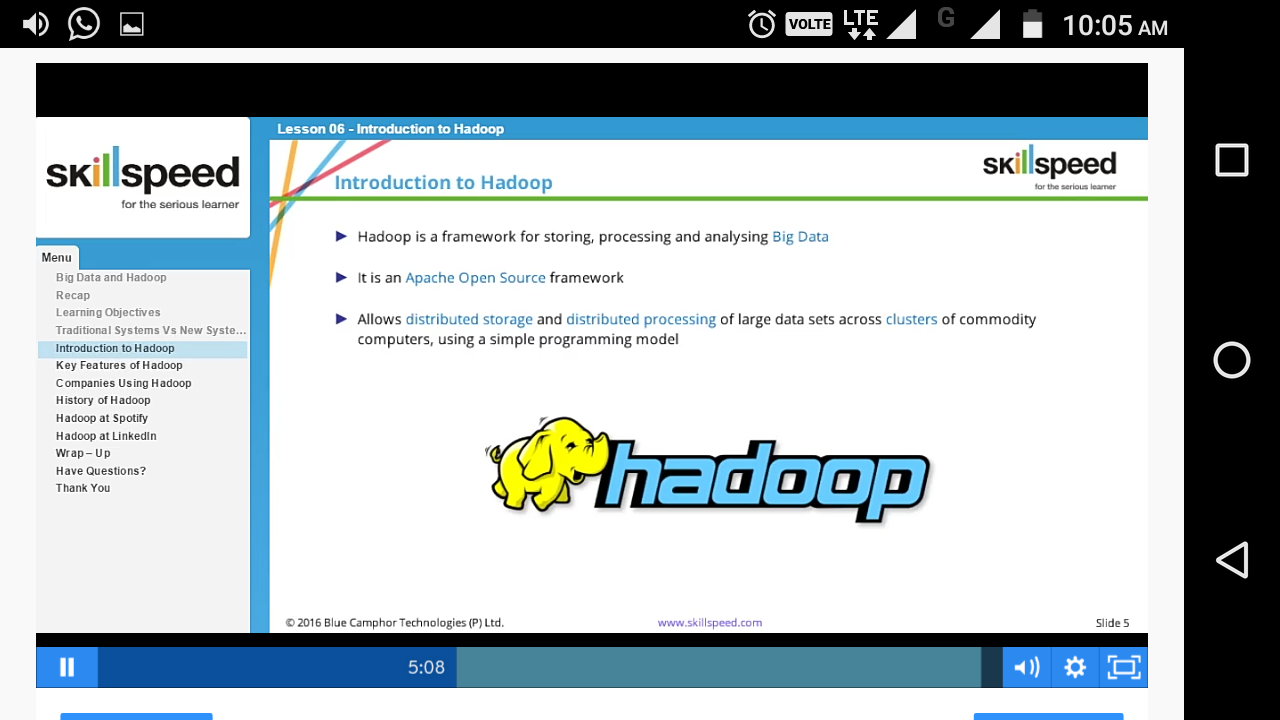 VOLTE LTE G 10:05 AM
Lesson 06 - Introduction to Hadoop
skillspeed
for the serious learner
Menu
Big Data and Hadoop
Recap
Learning Objectives
Traditional Systems Vs New Syste...
Introduction to Hadoop
Key Features of Hadoop
Companies Using Hadoop
History of Hadoop
Hadoop at Spotify
Hadoop at LinkedIn
Wrap – Up
Have Questions?
Thank You
Introduction to Hadoop
skillspeed
for the serious learner
Hadoop is a framework for storing, processing and analysing Big Data
It is an Apache Open Source framework
Allows distributed storage and distributed processing of large data sets across clusters of commodity
computers, using a simple programming model
hadoop
© 2016 Blue Camphor Technologies (P) Ltd.
www.skillspeed.com
Slide 5
5:08